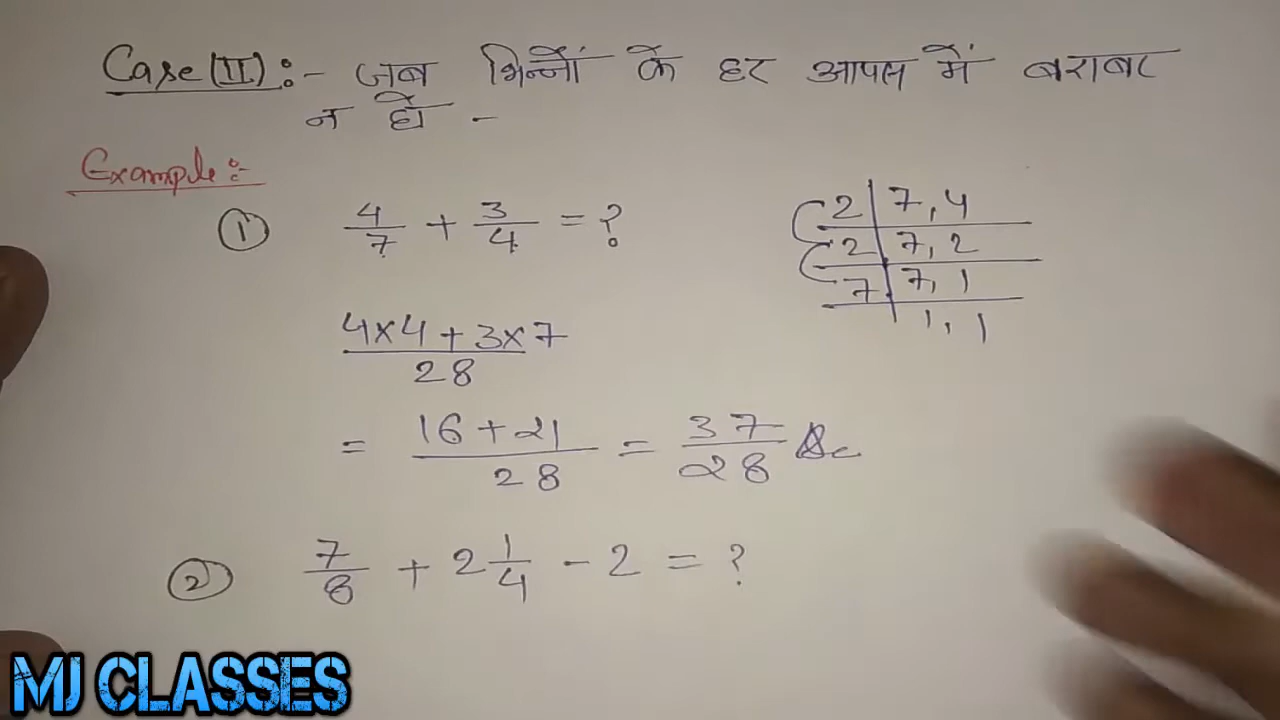 Case (II) :- जब भिन्नों के हर आपस में बराबर
न हो -
Example :-
① 4/7 + 3/4 = ?
2 | 7, 4
2 | 7, 2
7 | 7, 1
1, 1
4×4 + 3×7 / 28
= 16 + 21 / 28 = 37/28
② 7/8 + 2 1/4 - 2 = ?
MJ CLASSES